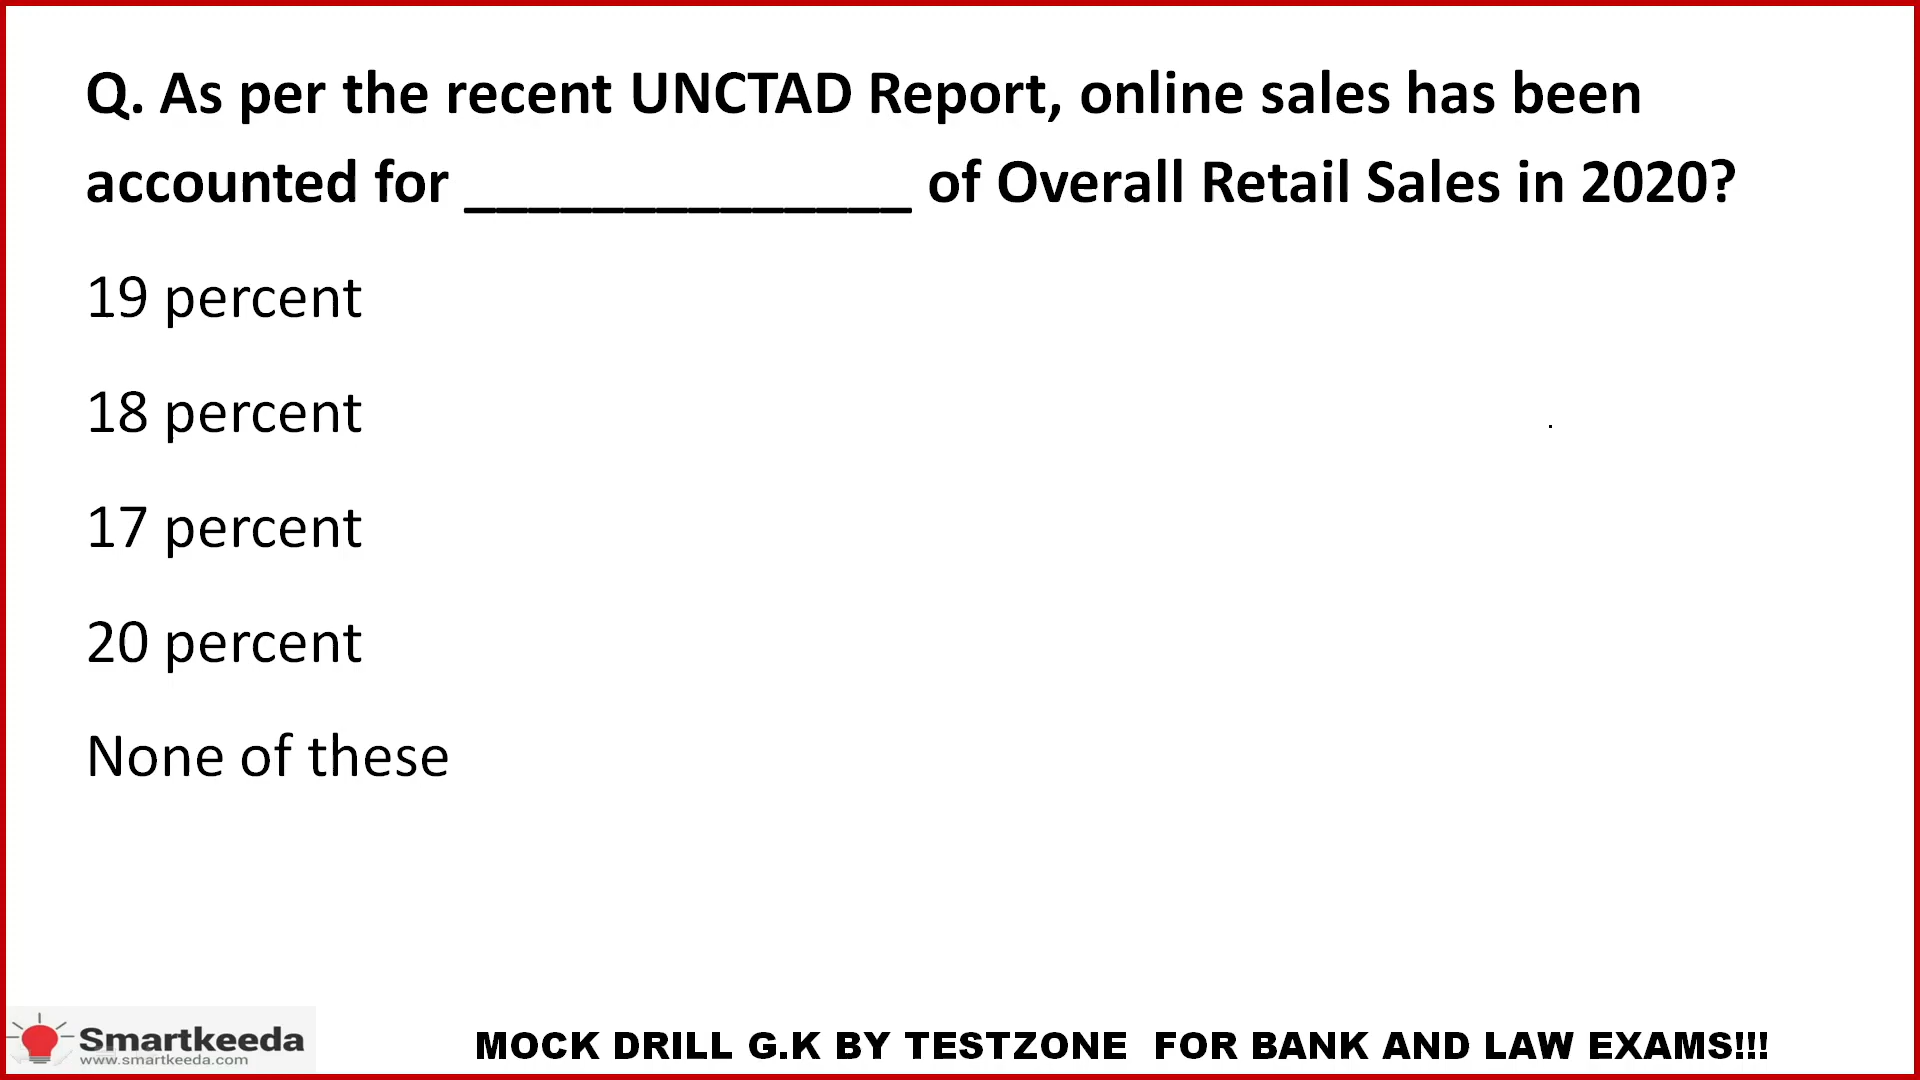 Q. As per the recent UNCTAD Report, online sales has been
accounted for ______________ of Overall Retail Sales in 2020?
19 percent
18 percent
17 percent
20 percent
None of these
Smartkeeda
www.smartkeeda.com
MOCK DRILL G.K BY TESTZONE FOR BANK AND LAW EXAMS!!!